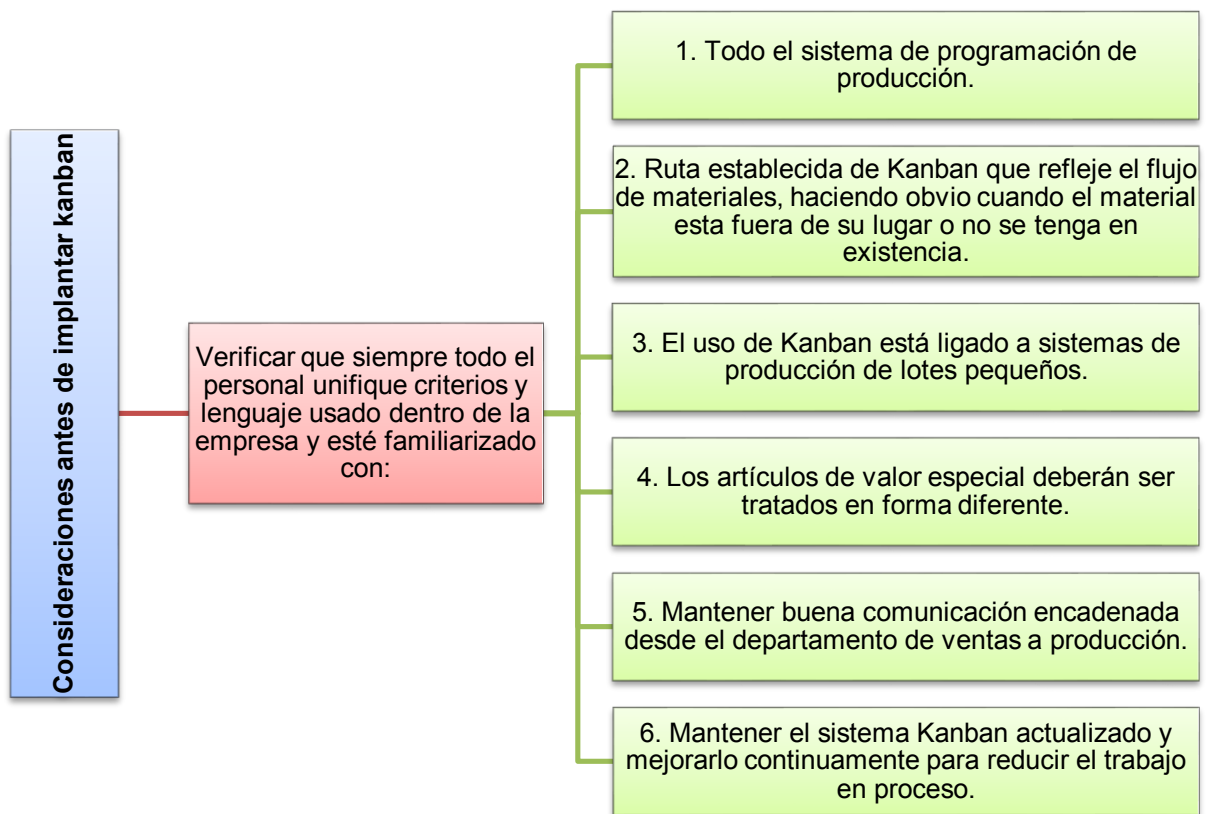 Consideraciones antes de implantar kanban
Verificar que siempre todo el
personal unifique criterios y
lenguaje usado dentro de la
empresa y esté familiarizado
con:
1. Todo el sistema de programación de
producción.
2. Ruta establecida de Kanban que refleje el flujo
de materiales, haciendo obvio cuando el material
esta fuera de su lugar o no se tenga en
existencia.
3. El uso de Kanban está ligado a sistemas de
producción de lotes pequeños.
4. Los artículos de valor especial deberán ser
tratados en forma diferente.
5. Mantener buena comunicación encadenada
desde el departamento de ventas a producción.
6. Mantener el sistema Kanban actualizado y
mejorarlo continuamente para reducir el trabajo
en proceso.